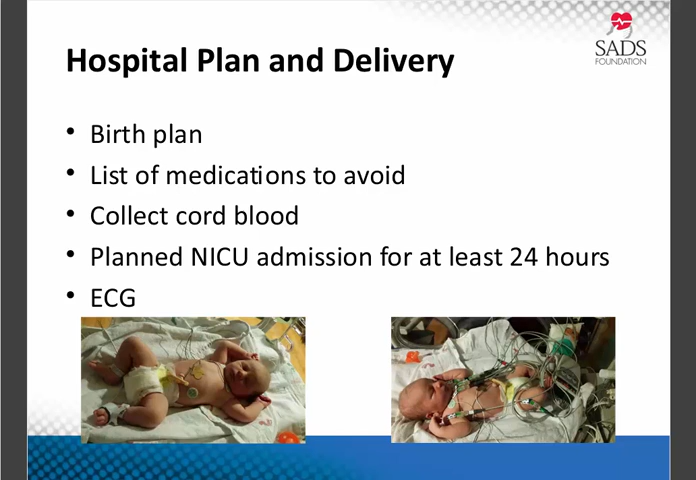 SADS
FOUNDATION
Hospital Plan and Delivery
• Birth plan
• List of medications to avoid
• Collect cord blood
• Planned NICU admission for at least 24 hours
• ECG